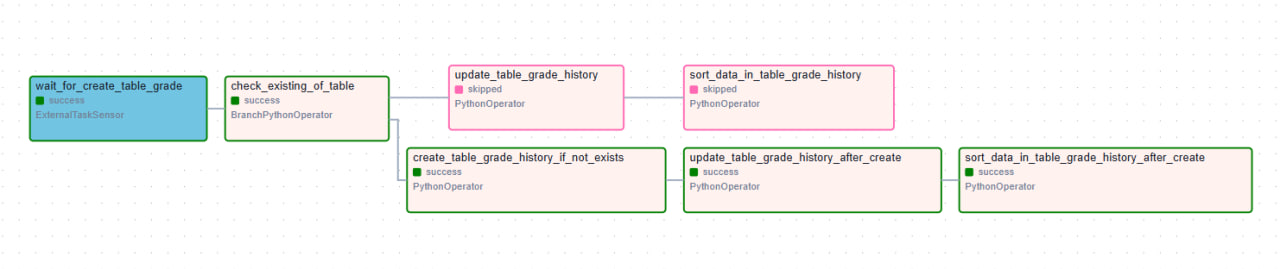 wait_for_create_table_grade
success
ExternalTaskSensor
check_existing_of_table
success
BranchPythonOperator
update_table_grade_history
skipped
PythonOperator
sort_data_in_table_grade_history
skipped
PythonOperator
create_table_grade_history_if_not_exists
success
PythonOperator
update_table_grade_history_after_create
success
PythonOperator
sort_data_in_table_grade_history_after_create
success
PythonOperator